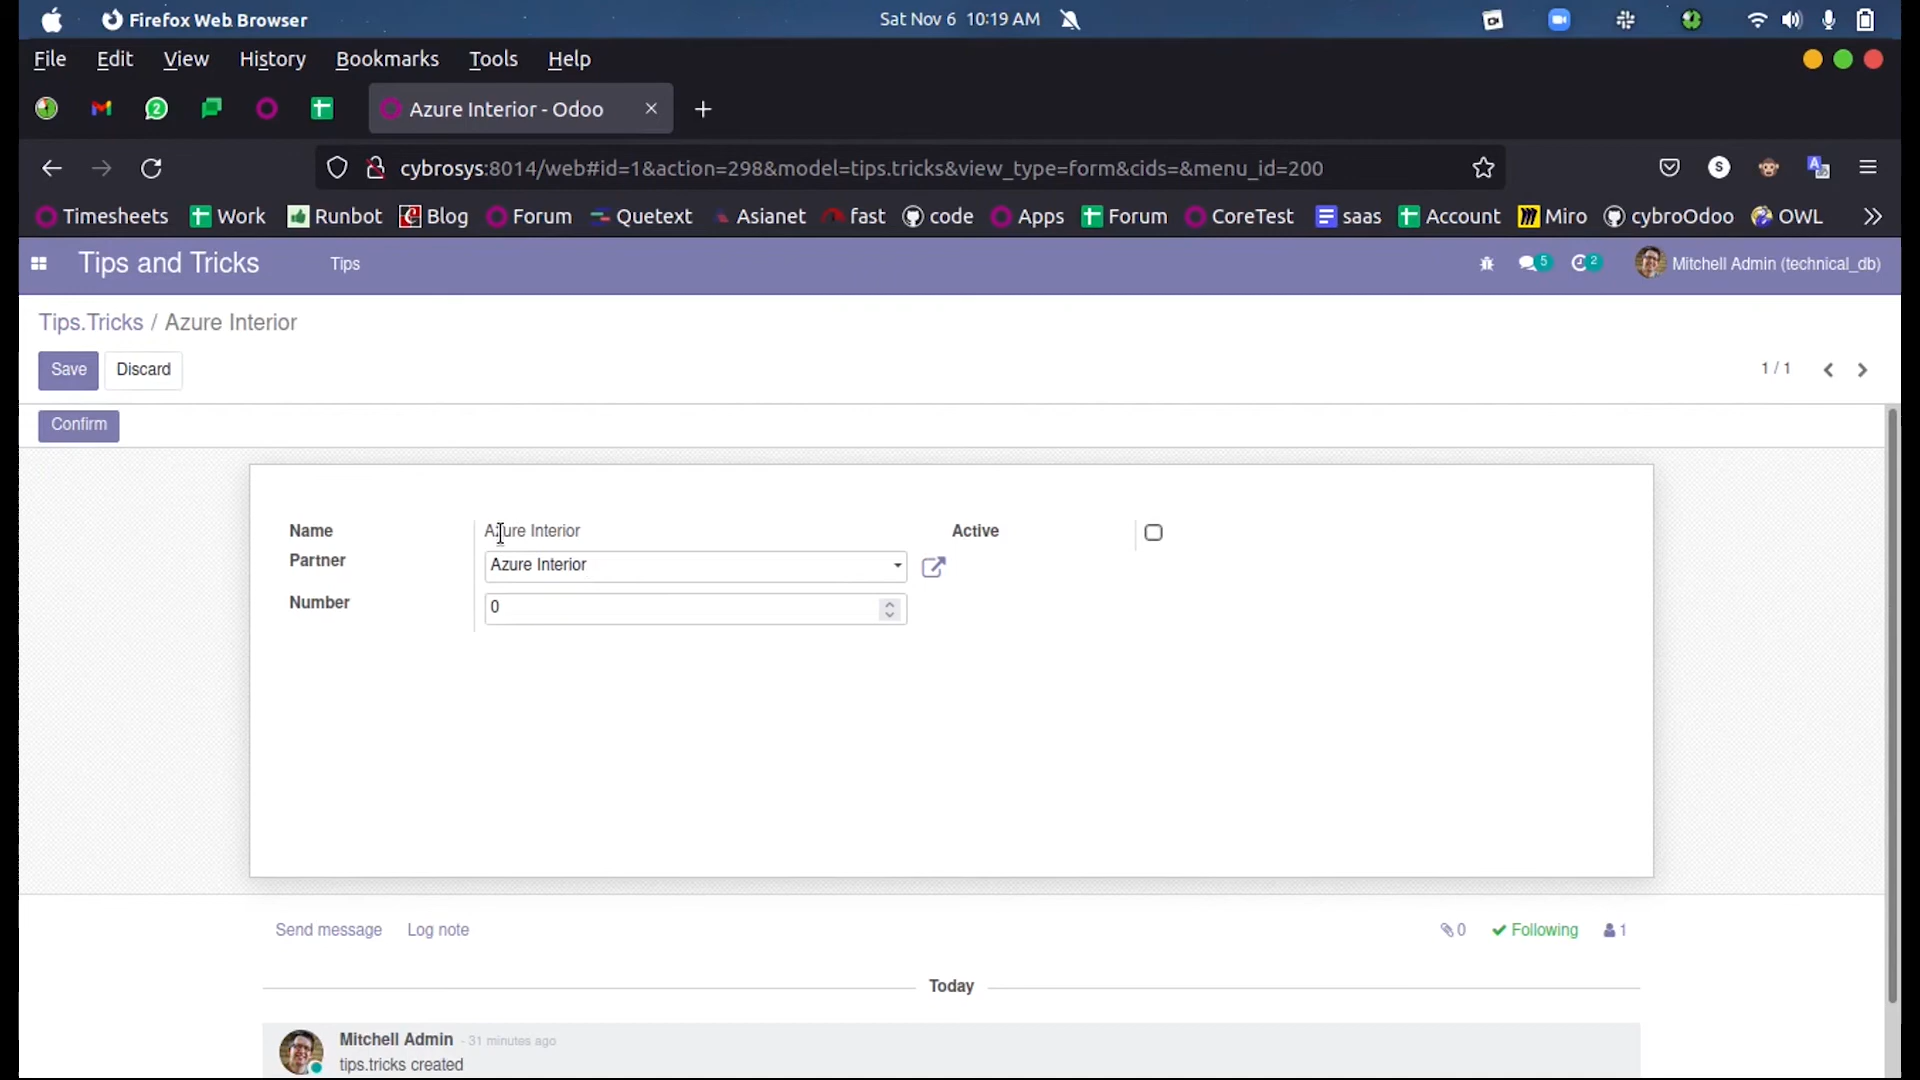 Firefox Web Browser
Sat Nov 6 10:19 AM
File Edit View History Bookmarks Tools Help
Azure Interior - Odoo
cybrosys:8014/web#id=1&action=298&model=tips.tricks&view_type=form&cids=&menu_id=200
Timesheets Work Runbot Blog Forum Quetext Asianet fast code Apps Forum CoreTest saas Account Miro cybroOdoo OWL
Tips and Tricks Tips 5 2 Mitchell Admin (technical_db)
Tips.Tricks / Azure Interior
Save Discard 1 / 1
Confirm
Name Azure Interior Active
Partner Azure Interior
Number 0
Send message Log note 0 Following 1
Today
Mitchell Admin - 31 minutes ago
tips.tricks created